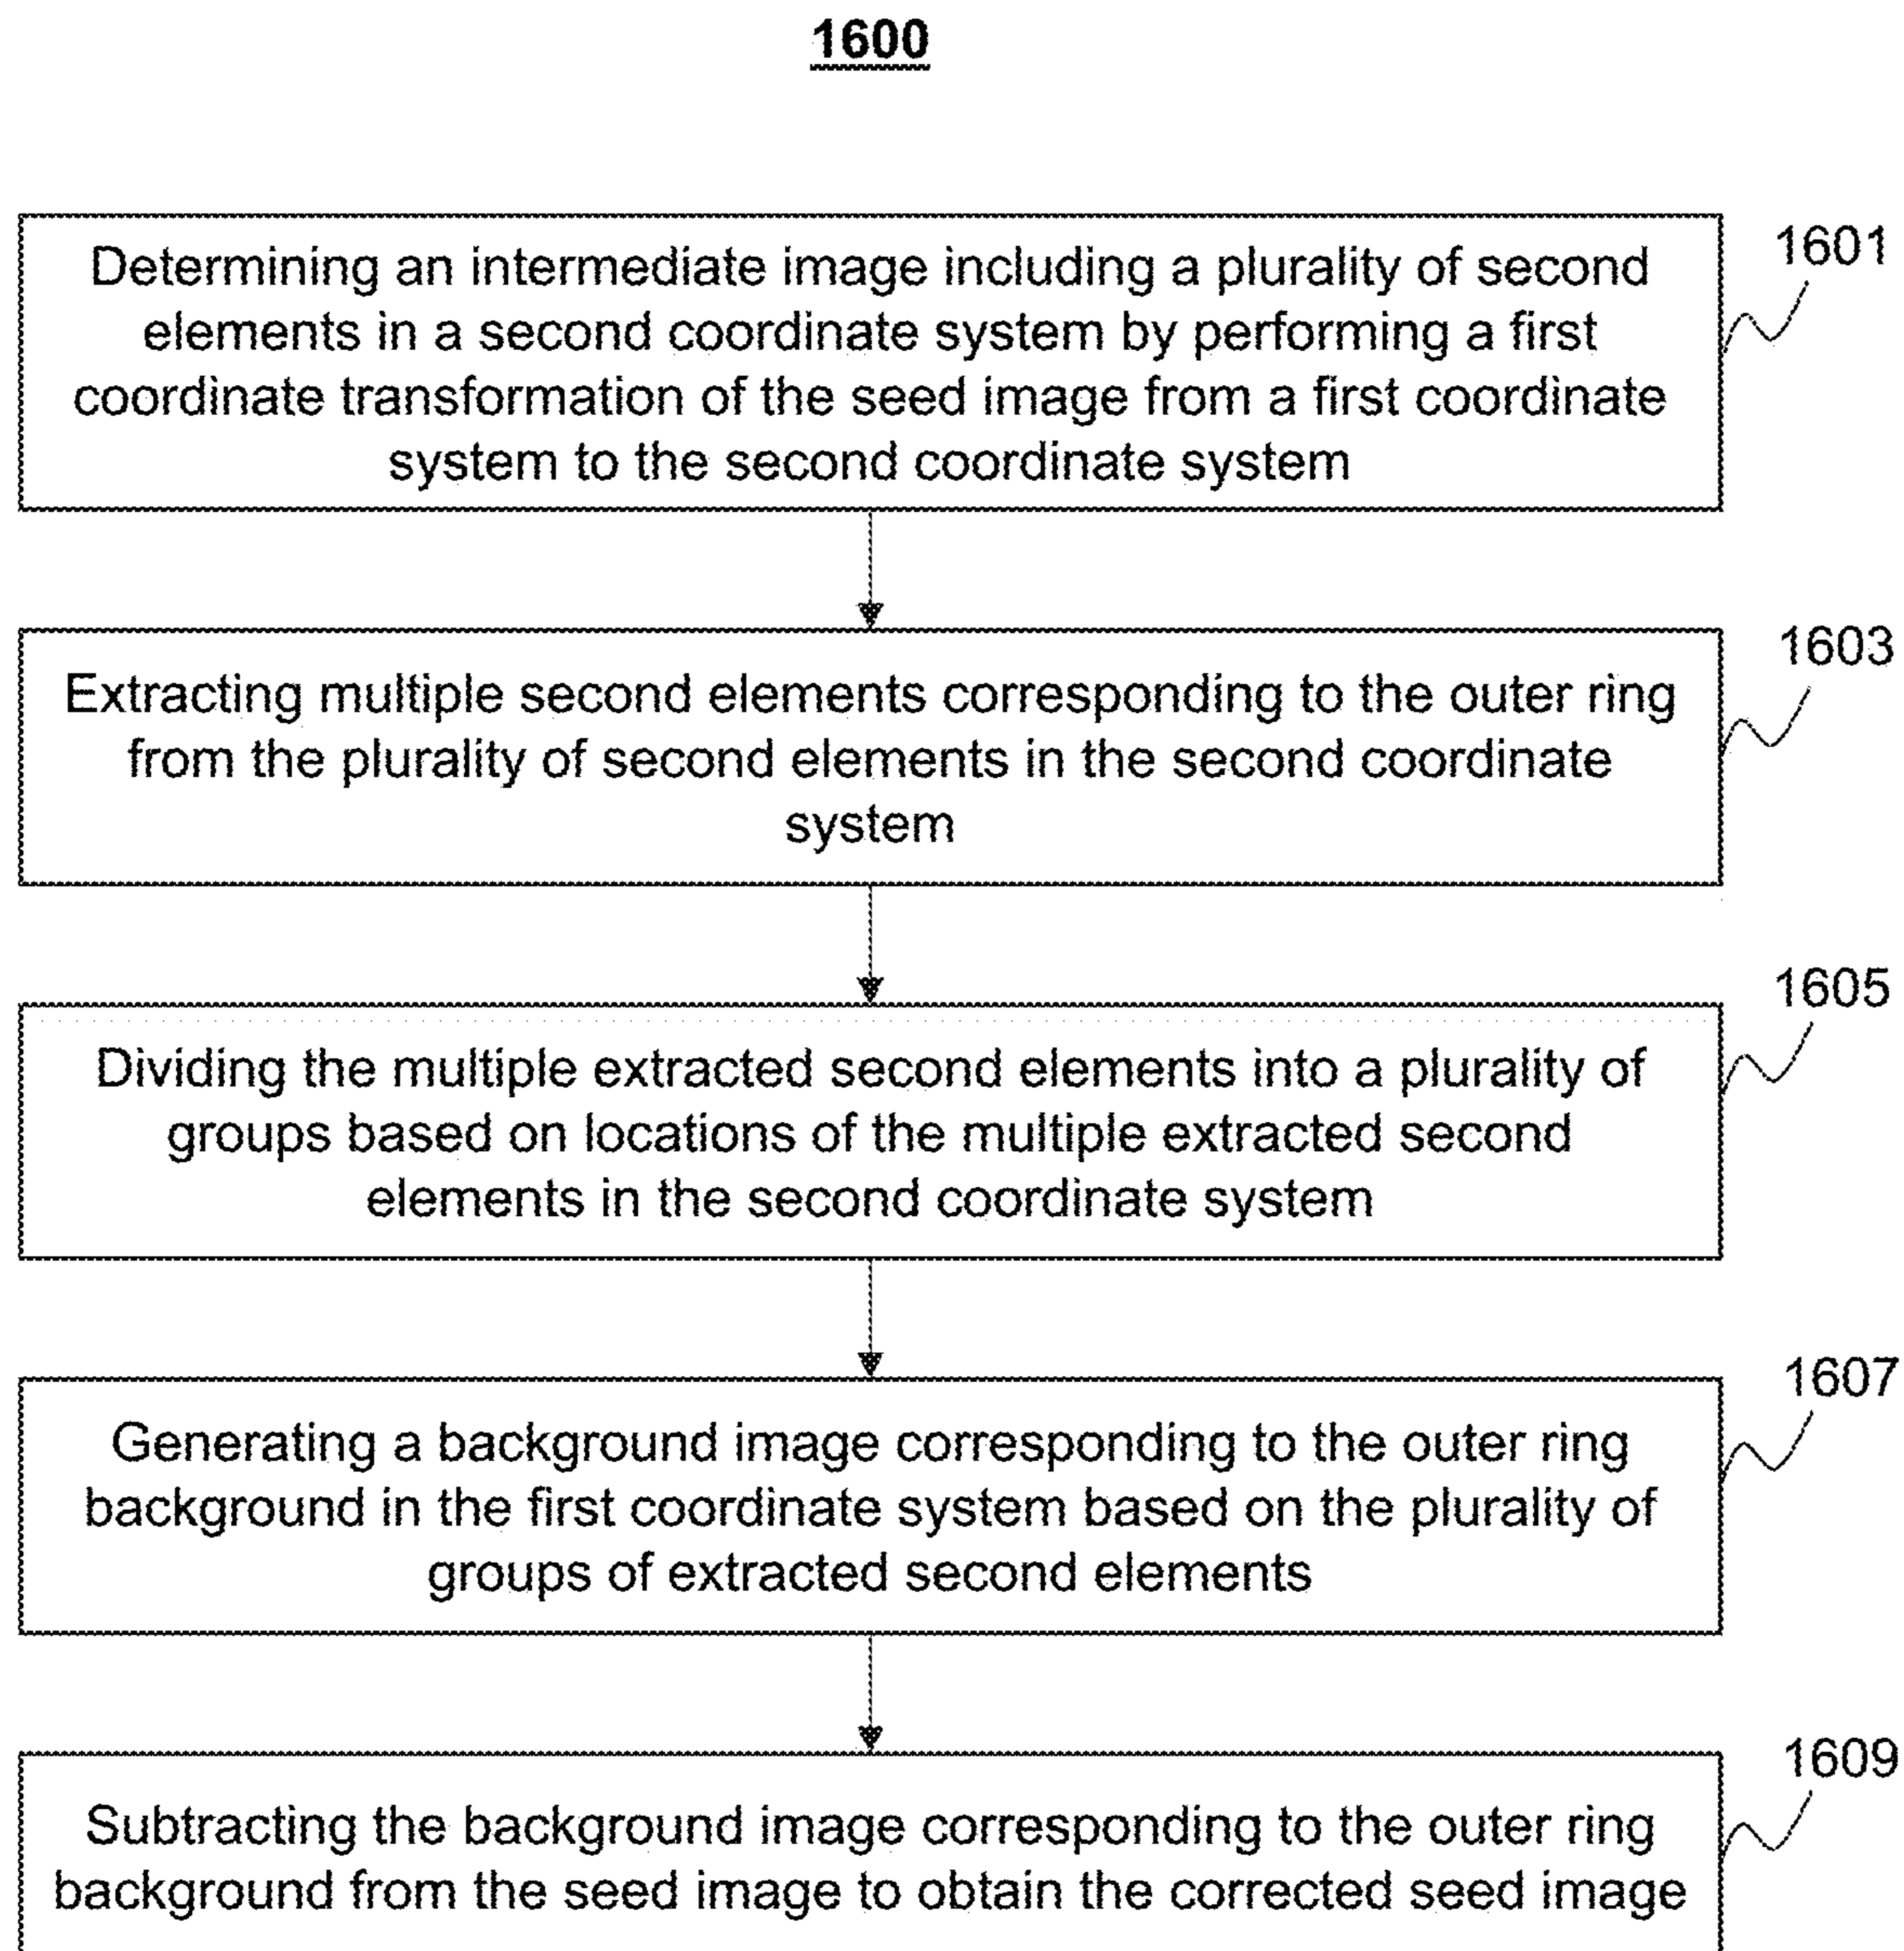 1600
Determining an intermediate image including a plurality of second
elements in a second coordinate system by performing a first
coordinate transformation of the seed image from a first coordinate
system to the second coordinate system
1601
Extracting multiple second elements corresponding to the outer ring
from the plurality of second elements in the second coordinate
system
1603
Dividing the multiple extracted second elements into a plurality of
groups based on locations of the multiple extracted second
elements in the second coordinate system
1605
Generating a background image corresponding to the outer ring
background in the first coordinate system based on the plurality of
groups of extracted second elements
1607
Subtracting the background image corresponding to the outer ring
background from the seed image to obtain the corrected seed image
1609